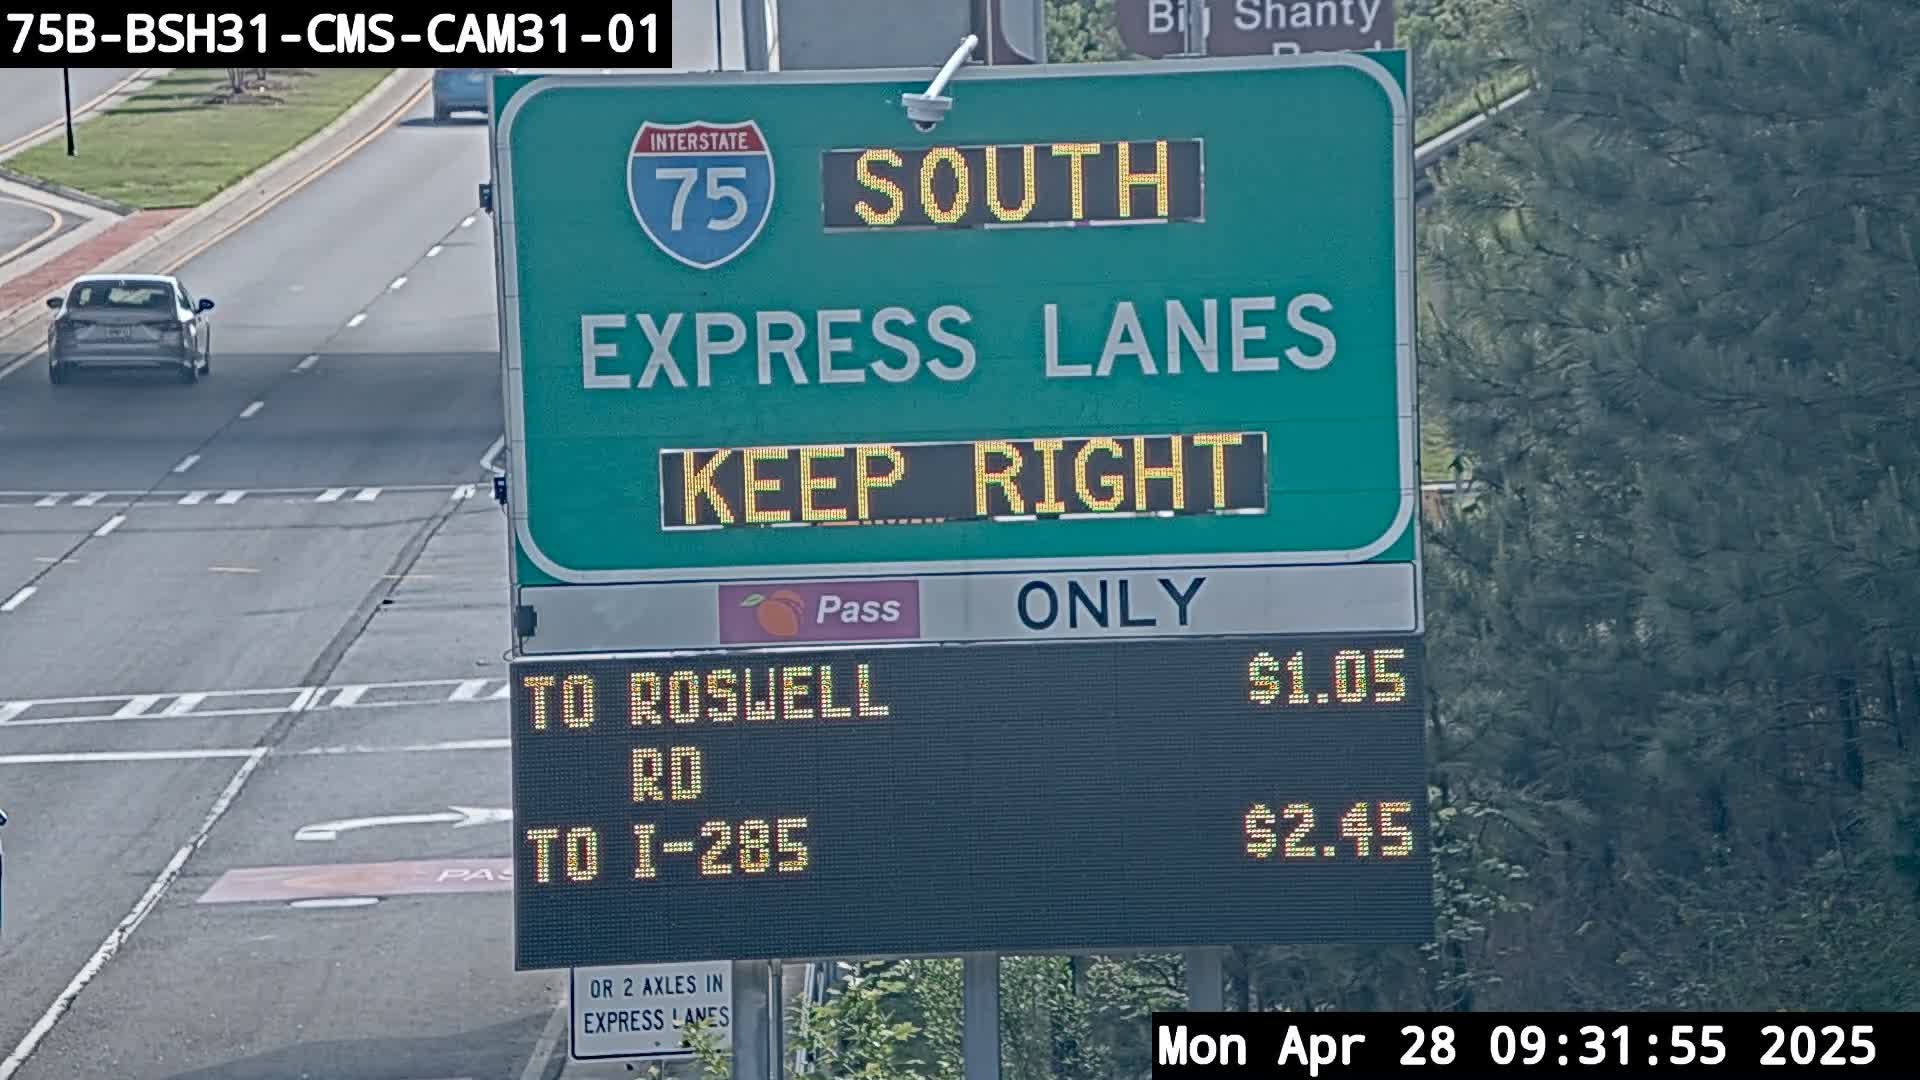 75B-BSH31-CMS-CAM31-01
Big Shanty
INTERSTATE
75
SOUTH
EXPRESS LANES
KEEP RIGHT
Pass
ONLY
TO ROSWELL $1.05
RD
TO I-285 $2.45
OR 2 AXLES IN
EXPRESS LANES
Mon Apr 28 09:31:55 2025